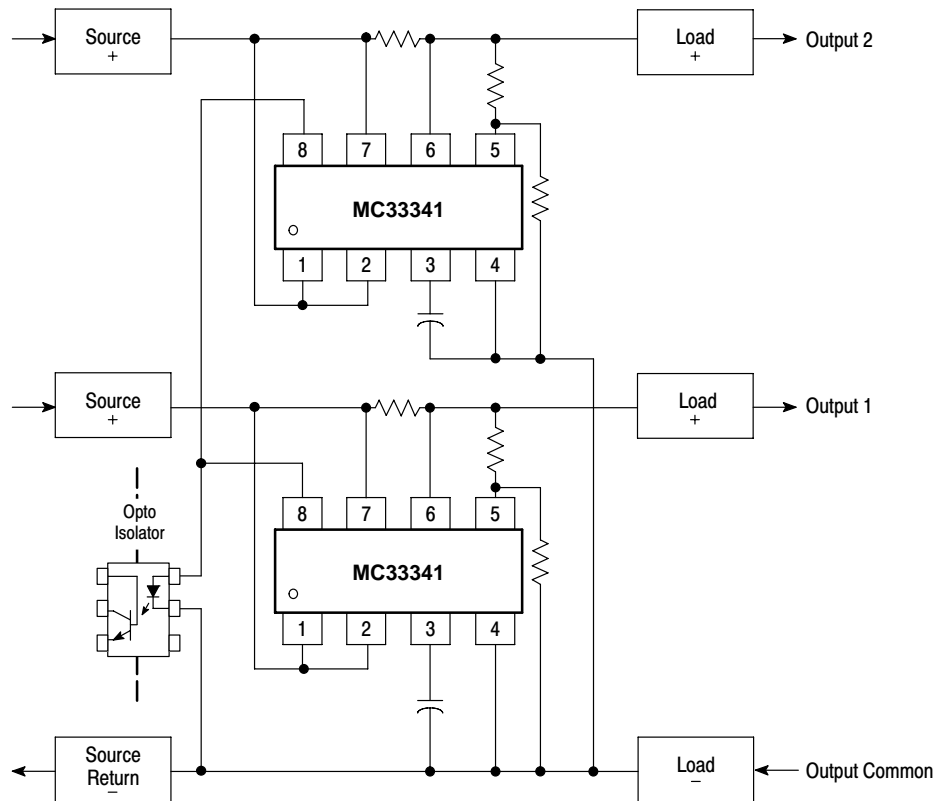 Source
+
Load
+
Output 2
8 7 6 5
MC33341
1 2 3 4
Source
+
Load
+
Output 1
Opto
Isolator
8 7 6 5
MC33341
1 2 3 4
Source
Return
−
Load
−
Output Common